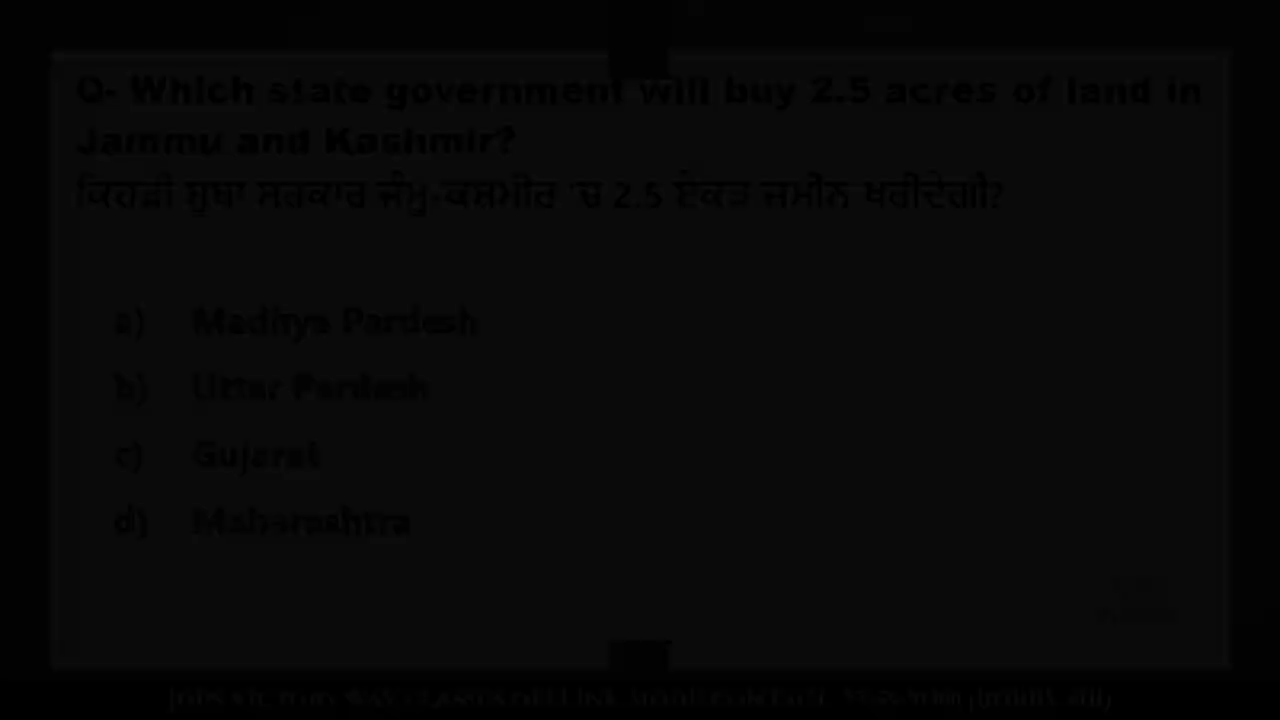 Q- Which state government will buy 2.5 acres of land in
Jammu and Kashmir?
ਕਿਹੜੀ ਸੂਬਾ ਸਰਕਾਰ ਜੰਮੂ-ਕਸ਼ਮੀਰ 'ਚ 2.5 ਏਕੜ ਜਮੀਨ ਖਰੀਦੇਗੀ?
a) Madhya Pardesh
b) Uttar Pardesh
c) Gujarat
d) Maharashtra